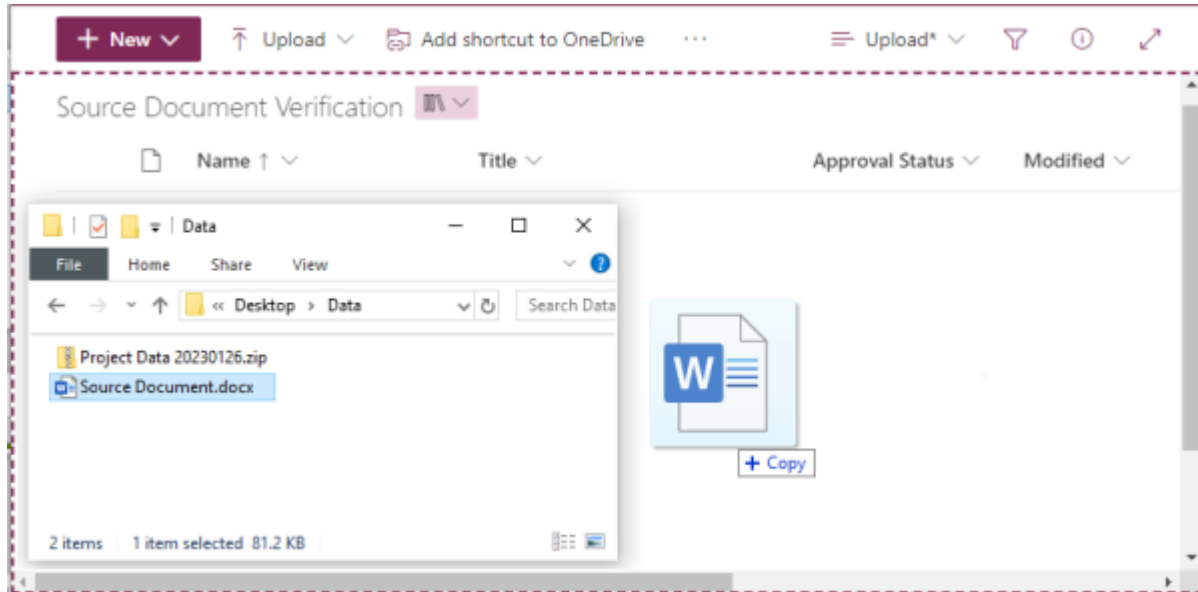 + New Upload Add shortcut to OneDrive ... Upload*
Source Document Verification
Name ↑ Title Approval Status Modified
Data
File Home Share View ?
« Desktop > Data Search Data
Project Data 20230126.zip
Source Document.docx
W
+ Copy
2 items 1 item selected 81.2 KB